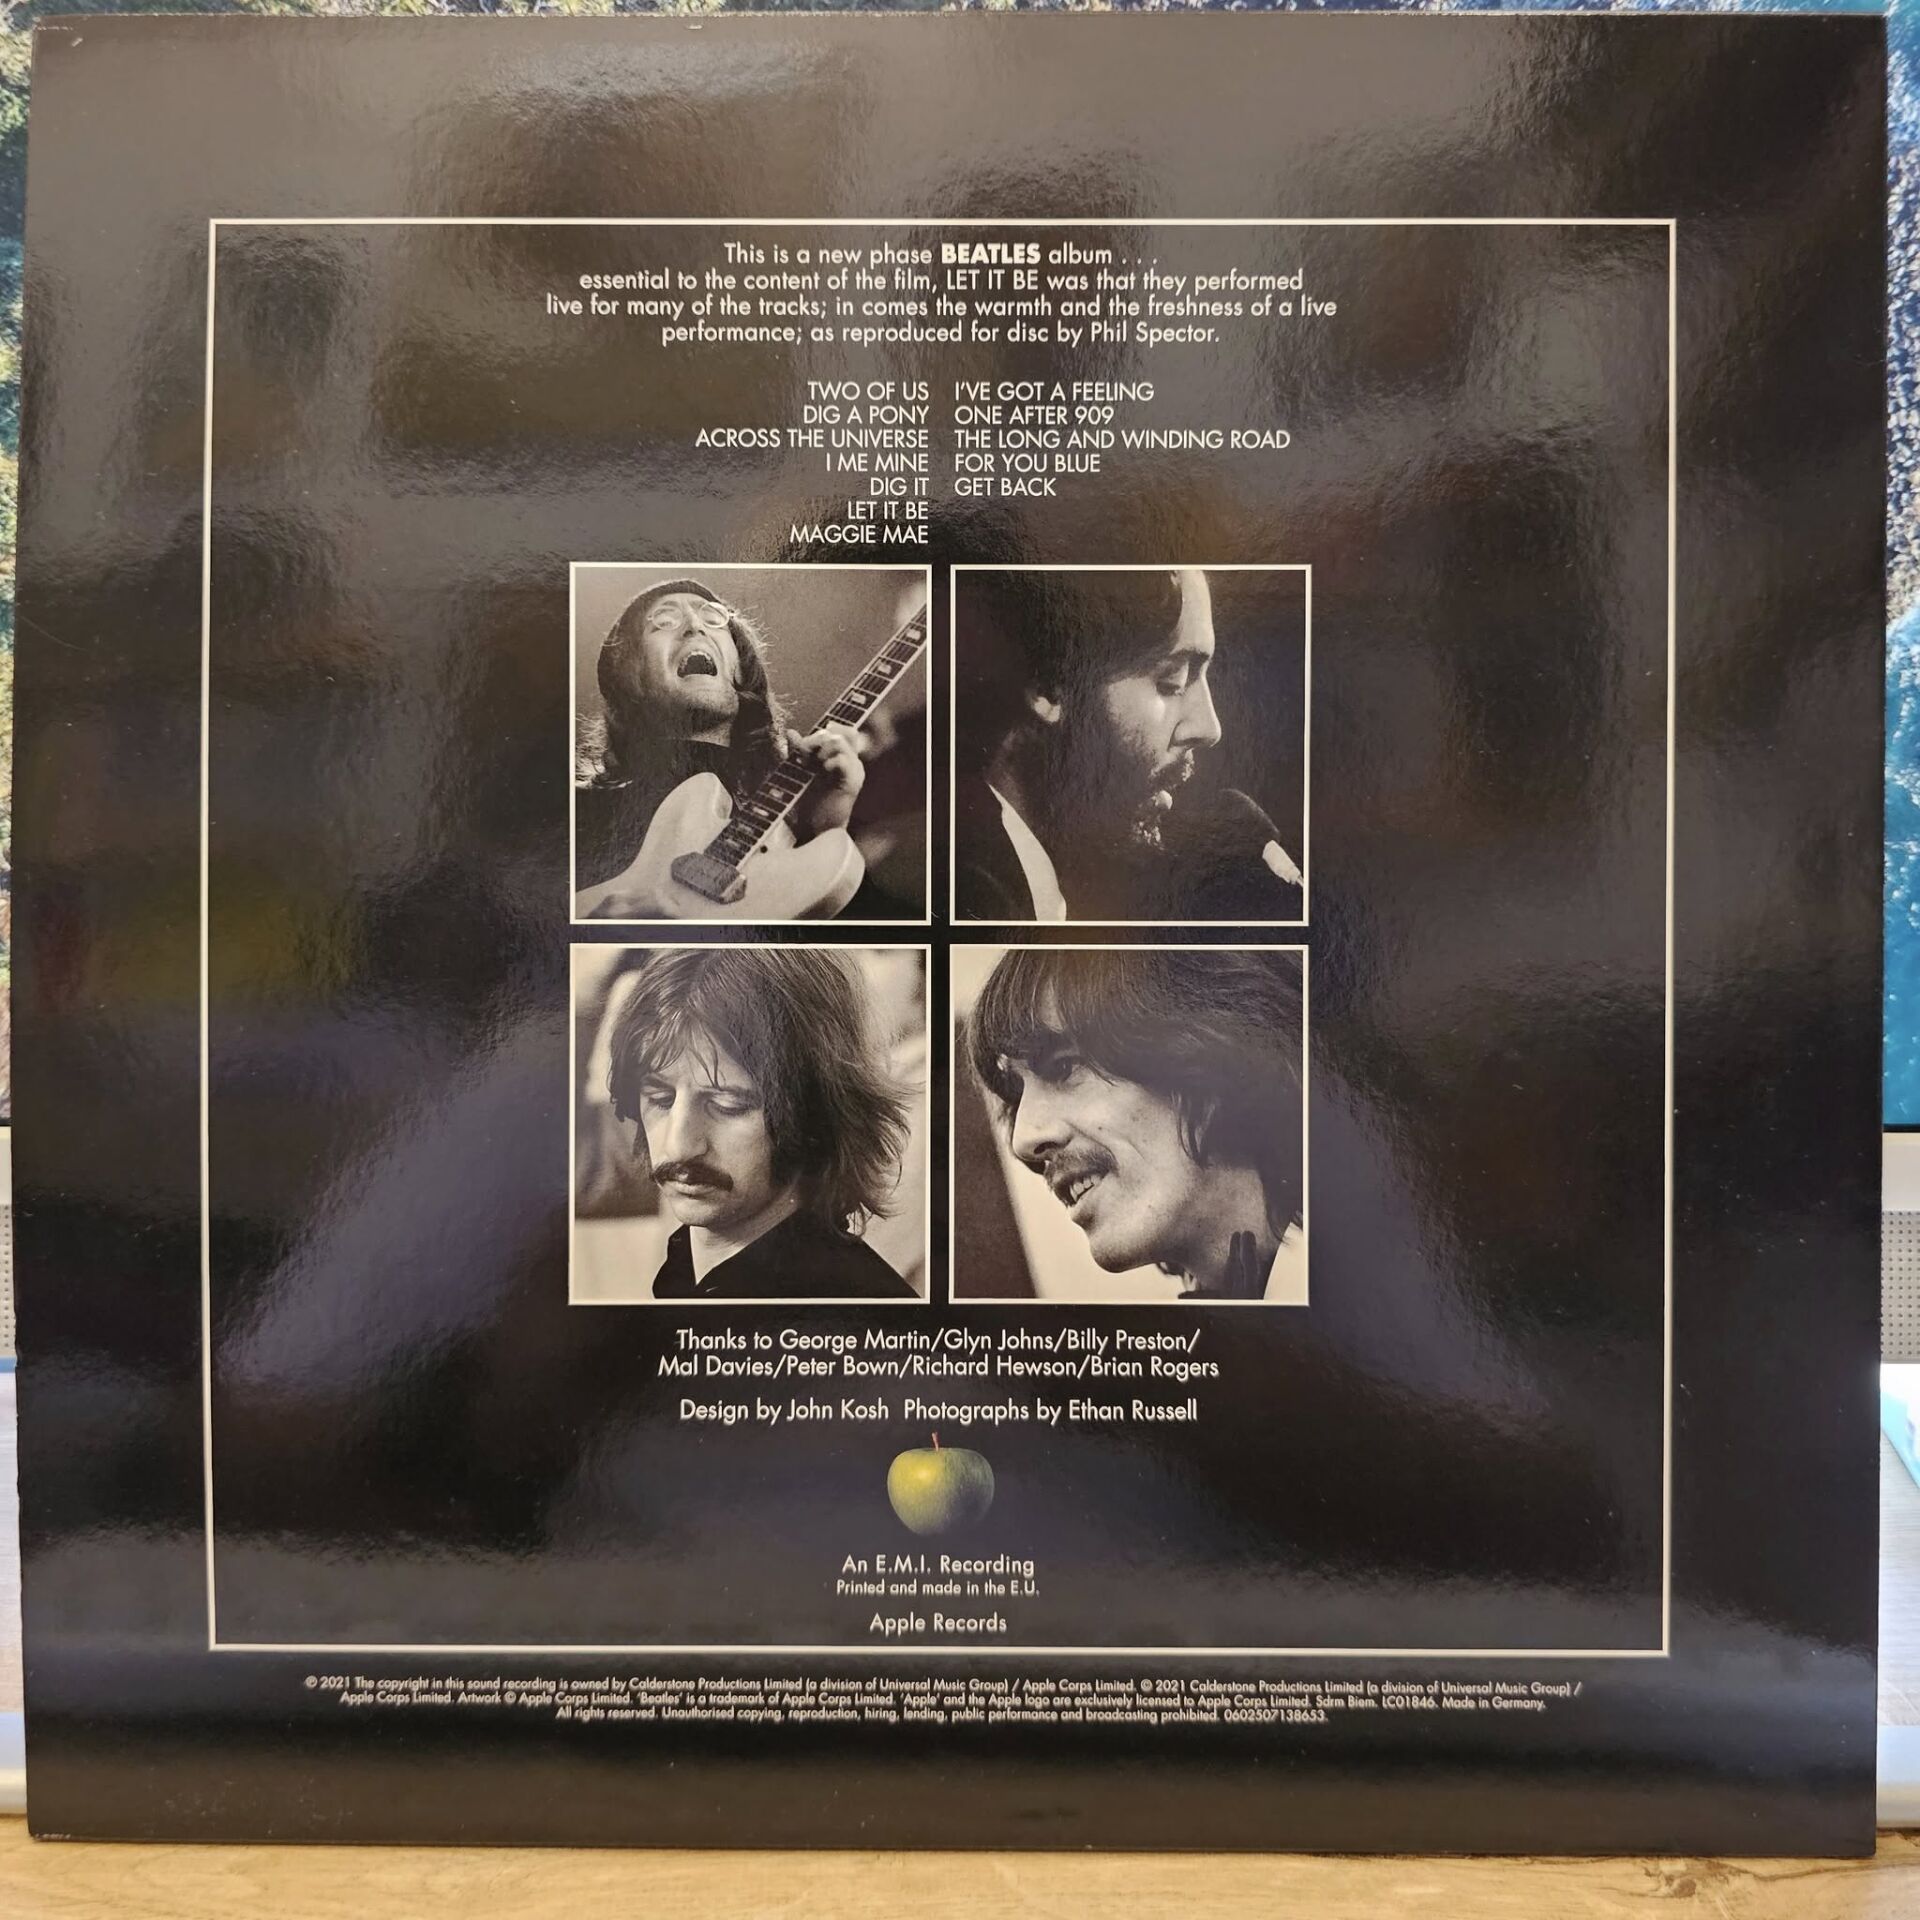 This is a new phase BEATLES album . . .
essential to the content of the film, LET IT BE was that they performed
live for many of the tracks; in comes the warmth and the freshness of a live
performance; as reproduced for disc by Phil Spector.
TWO OF US
DIG A PONY
ACROSS THE UNIVERSE
I ME MINE
DIG IT
LET IT BE
MAGGIE MAE
I'VE GOT A FEELING
ONE AFTER 909
THE LONG AND WINDING ROAD
FOR YOU BLUE
GET BACK
Thanks to George Martin/Glyn Johns/Billy Preston/
Mal Davies/Peter Bown/Richard Hewson/Brian Rogers
Design by John Kosh Photographs by Ethan Russell
An E.M.I. Recording
Printed and made in the E.U.
Apple Records
℗ 2021 The copyright in this sound recording is owned by Calderstone Productions Limited (a division of Universal Music Group) / Apple Corps Limited. © 2021 Calderstone Productions Limited (a division of Universal Music Group) /
Apple Corps Limited. Artwork © Apple Corps Limited. 'Beatles' is a trademark of Apple Corps Limited. 'Apple' and the Apple logo are exclusively licensed to Apple Corps Limited. Sdrm Biem. LC01846. Made in Germany.
All rights reserved. Unauthorised copying, reproduction, hiring, lending, public performance and broadcasting prohibited. 0602507138653.